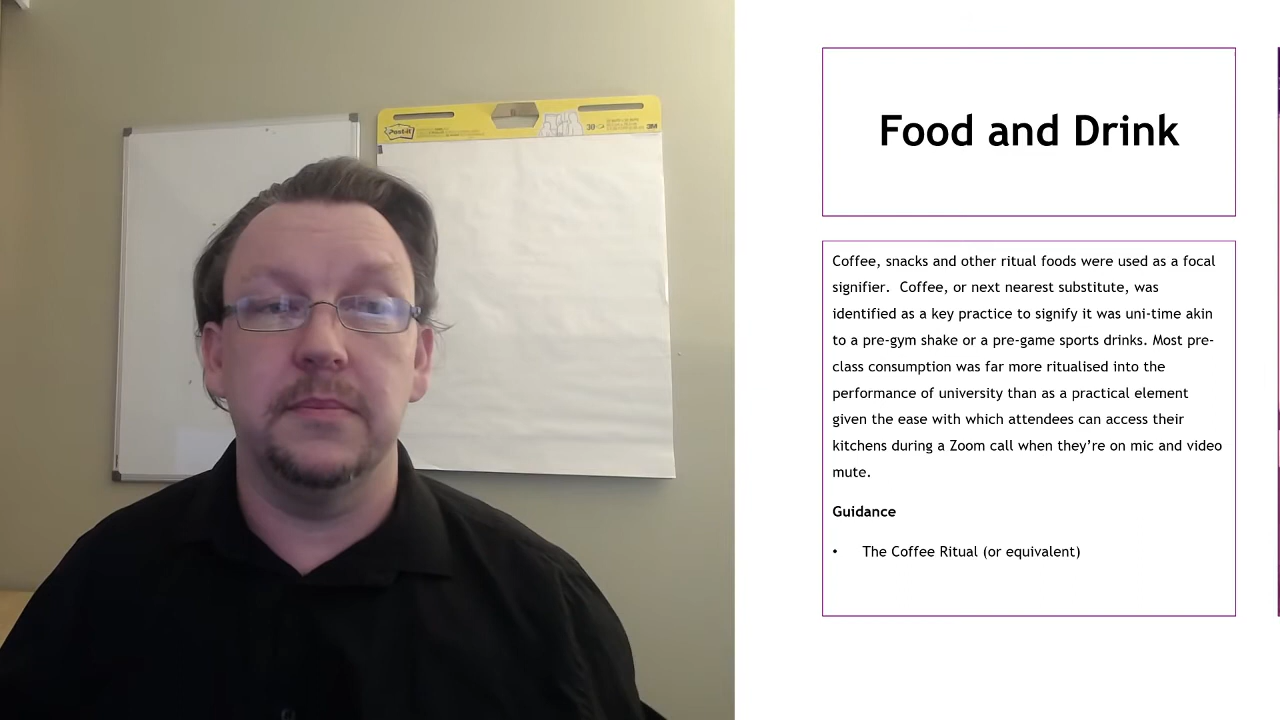 Post-it
30
3M
Food and Drink
Coffee, snacks and other ritual foods were used as a focal
signifier.  Coffee, or next nearest substitute, was
identified as a key practice to signify it was uni-time akin
to a pre-gym shake or a pre-game sports drinks. Most pre-
class consumption was far more ritualised into the
performance of university than as a practical element
given the ease with which attendees can access their
kitchens during a Zoom call when they’re on mic and video
mute.
Guidance
• The Coffee Ritual (or equivalent)